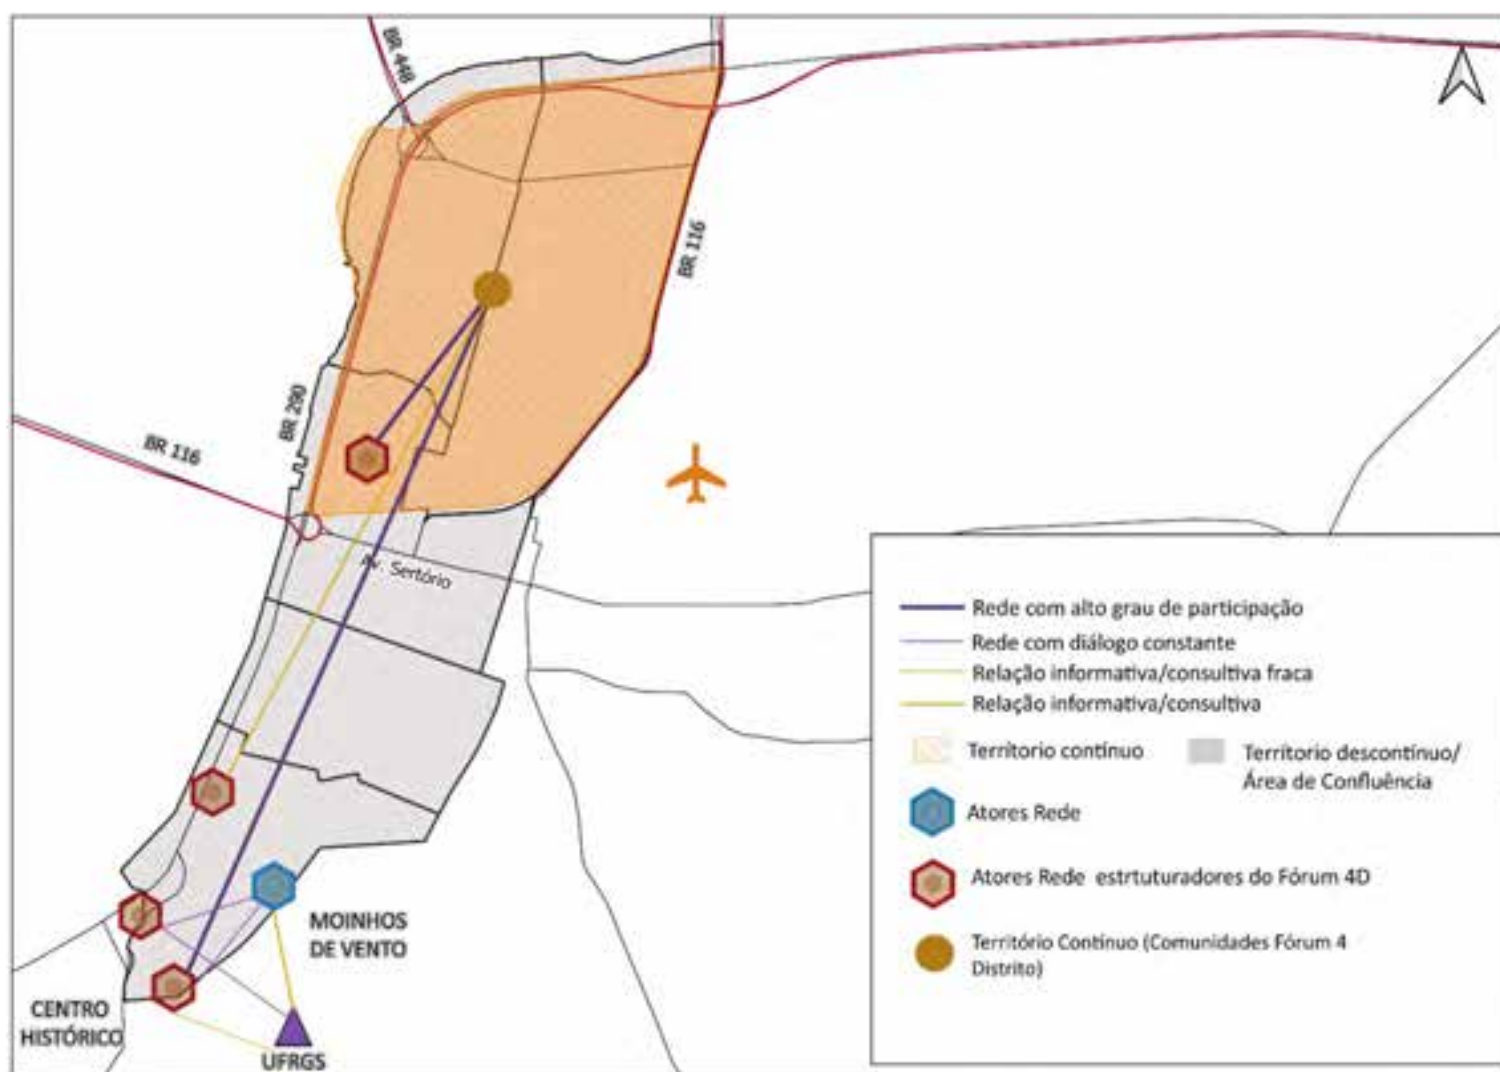 BR 448
BR 116
BR 290
BR 116
Av. Sertório
MOINHOS
DE VENTO
CENTRO
HISTÓRICO
UFRGS
Rede com alto grau de participação
Rede com diálogo constante
Relação informativa/consultiva fraca
Relação informativa/consultiva
Territorio contínuo
Territorio descontínuo/
Área de Confluência
Atores Rede
Atores Rede estrtuturadores do Fórum 4D
Território Contínuo (Comunidades Fórum 4
Distrito)